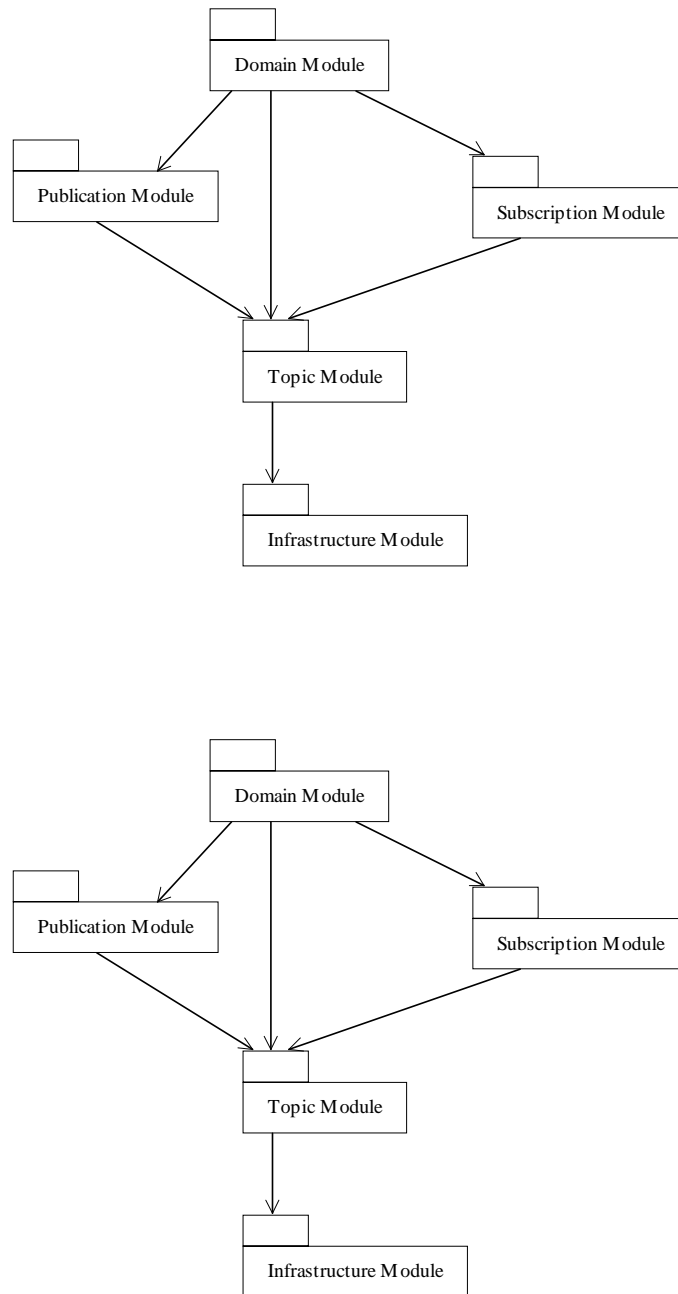 Domain Module
Publication Module
Subscription Module
Topic Module
Infrastructure Module
Domain Module
Publication Module
Subscription Module
Topic Module
Infrastructure Module